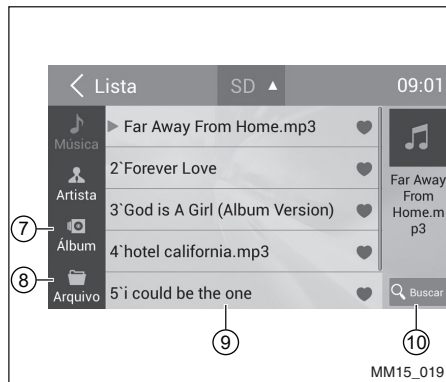 Lista
SD ▲
09:01
Música
Artista
Álbum
Arquivo
Far Away From Home.mp3
2`Forever Love
3`God is A Girl (Album Version)
4`hotel california.mp3
5`i could be the one
Far Away
From
Home.m
p3
Buscar
7
8
9
10
MM15_019